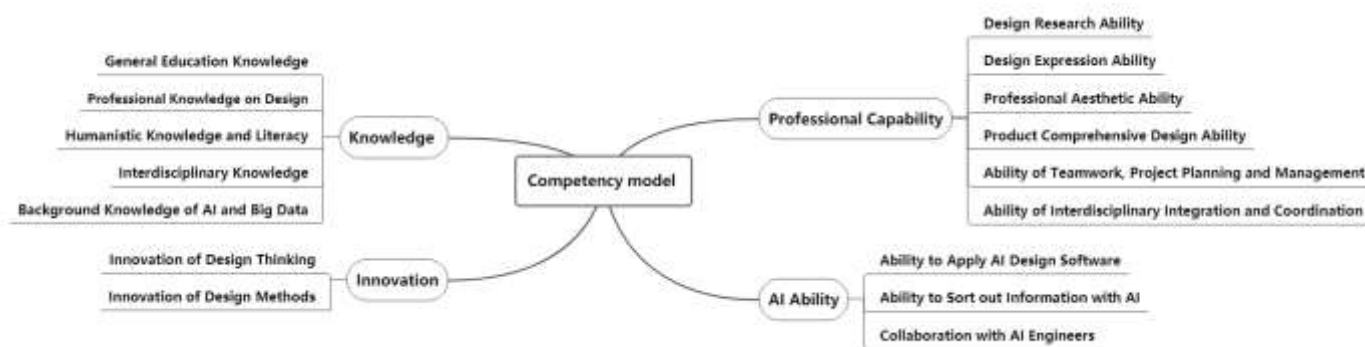 Design Research Ability
General Education Knowledge
Design Expression Ability
Professional Knowledge on Design
Professional Aesthetic Ability
Professional Capability
Humanistic Knowledge and Literacy
Knowledge
Product Comprehensive Design Ability
Interdisciplinary Knowledge
Competency model
Ability of Teamwork, Project Planning and Management
Background Knowledge of AI and Big Data
Ability of Interdisciplinary Integration and Coordination
Innovation of Design Thinking
Innovation
Innovation of Design Methods
Ability to Apply AI Design Software
AI Ability
Ability to Sort out Information with AI
Collaboration with AI Engineers